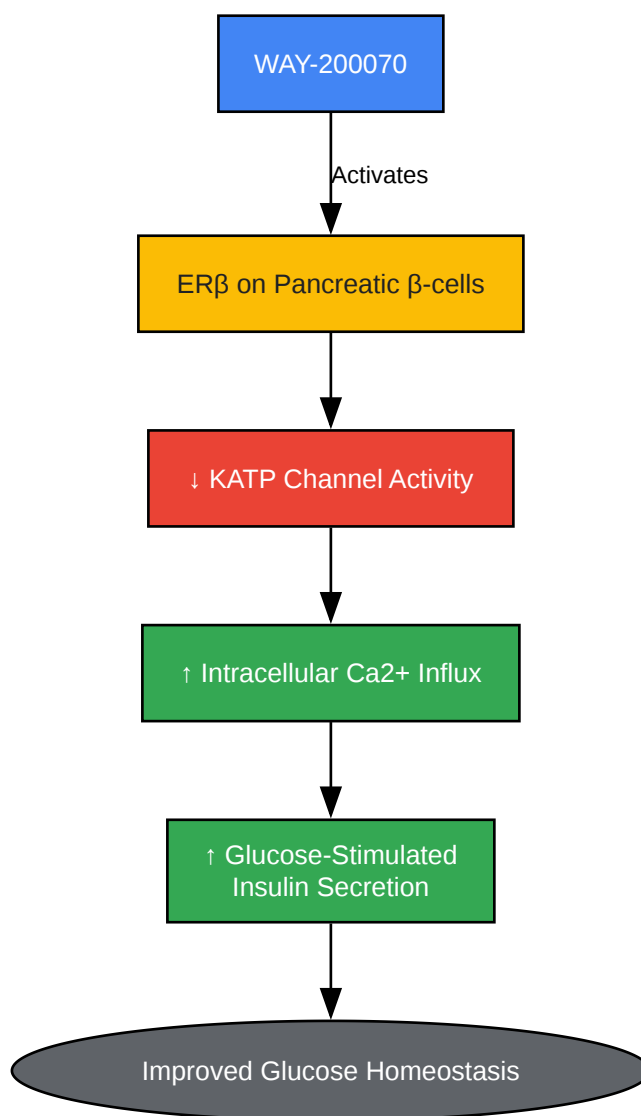 WAY-200070
Activates
ERβ on Pancreatic β-cells
↓ KATP Channel Activity
↑ Intracellular Ca2+ Influx
↑ Glucose-Stimulated
Insulin Secretion
Improved Glucose Homeostasis